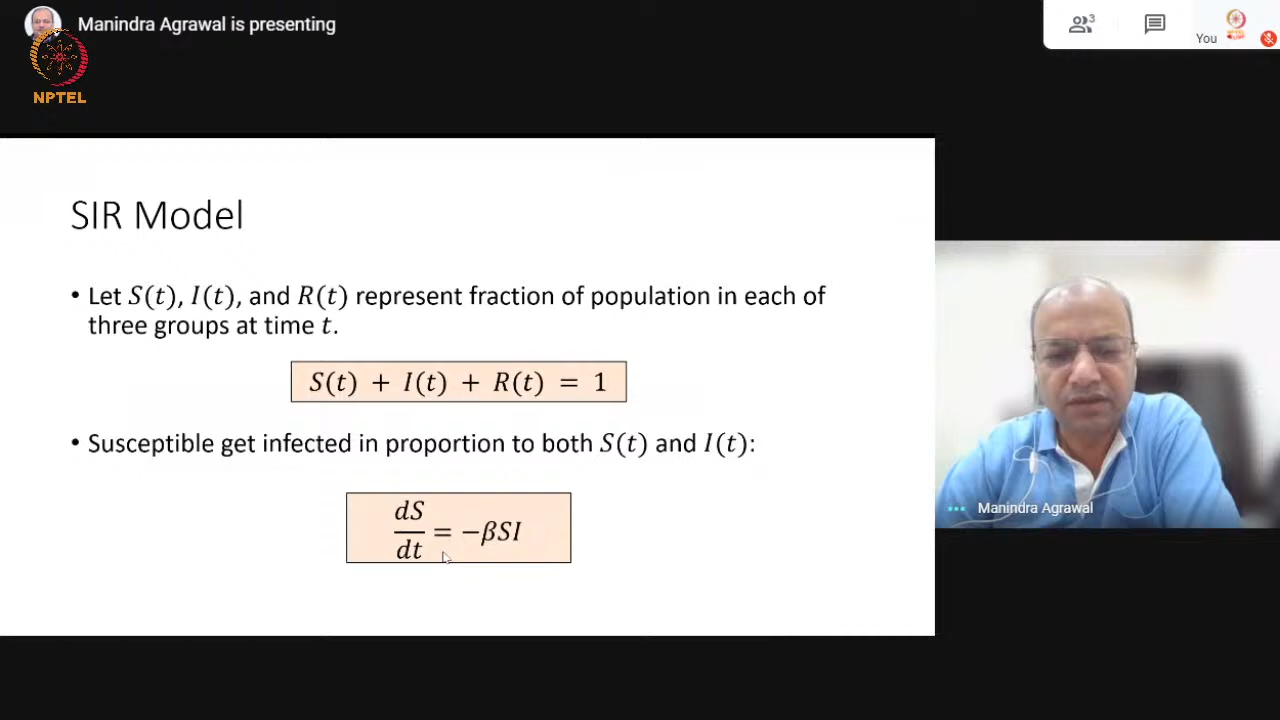 Manindra Agrawal is presenting
3
You
NPTEL
SIR Model
• Let S(t), I(t), and R(t) represent fraction of population in each of
three groups at time t.
S(t) + I(t) + R(t) = 1
• Susceptible get infected in proportion to both S(t) and I(t):
dS/dt = −βSI
Manindra Agrawal